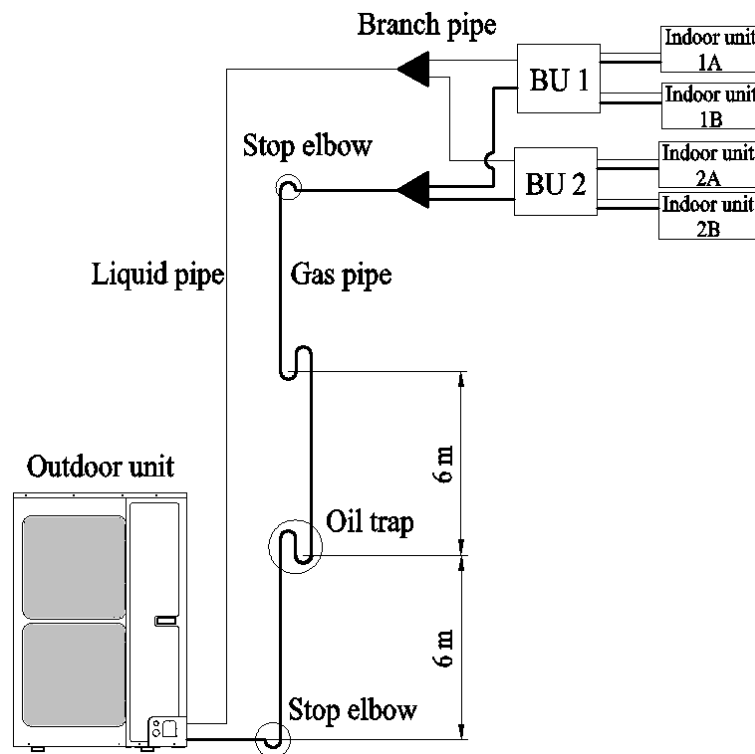 Branch pipe
Indoor unit
1A
BU 1
Indoor unit
1B
Stop elbow
Indoor unit
2A
BU 2
Indoor unit
2B
Liquid pipe
Gas pipe
6 m
Outdoor unit
Oil trap
6 m
Stop elbow